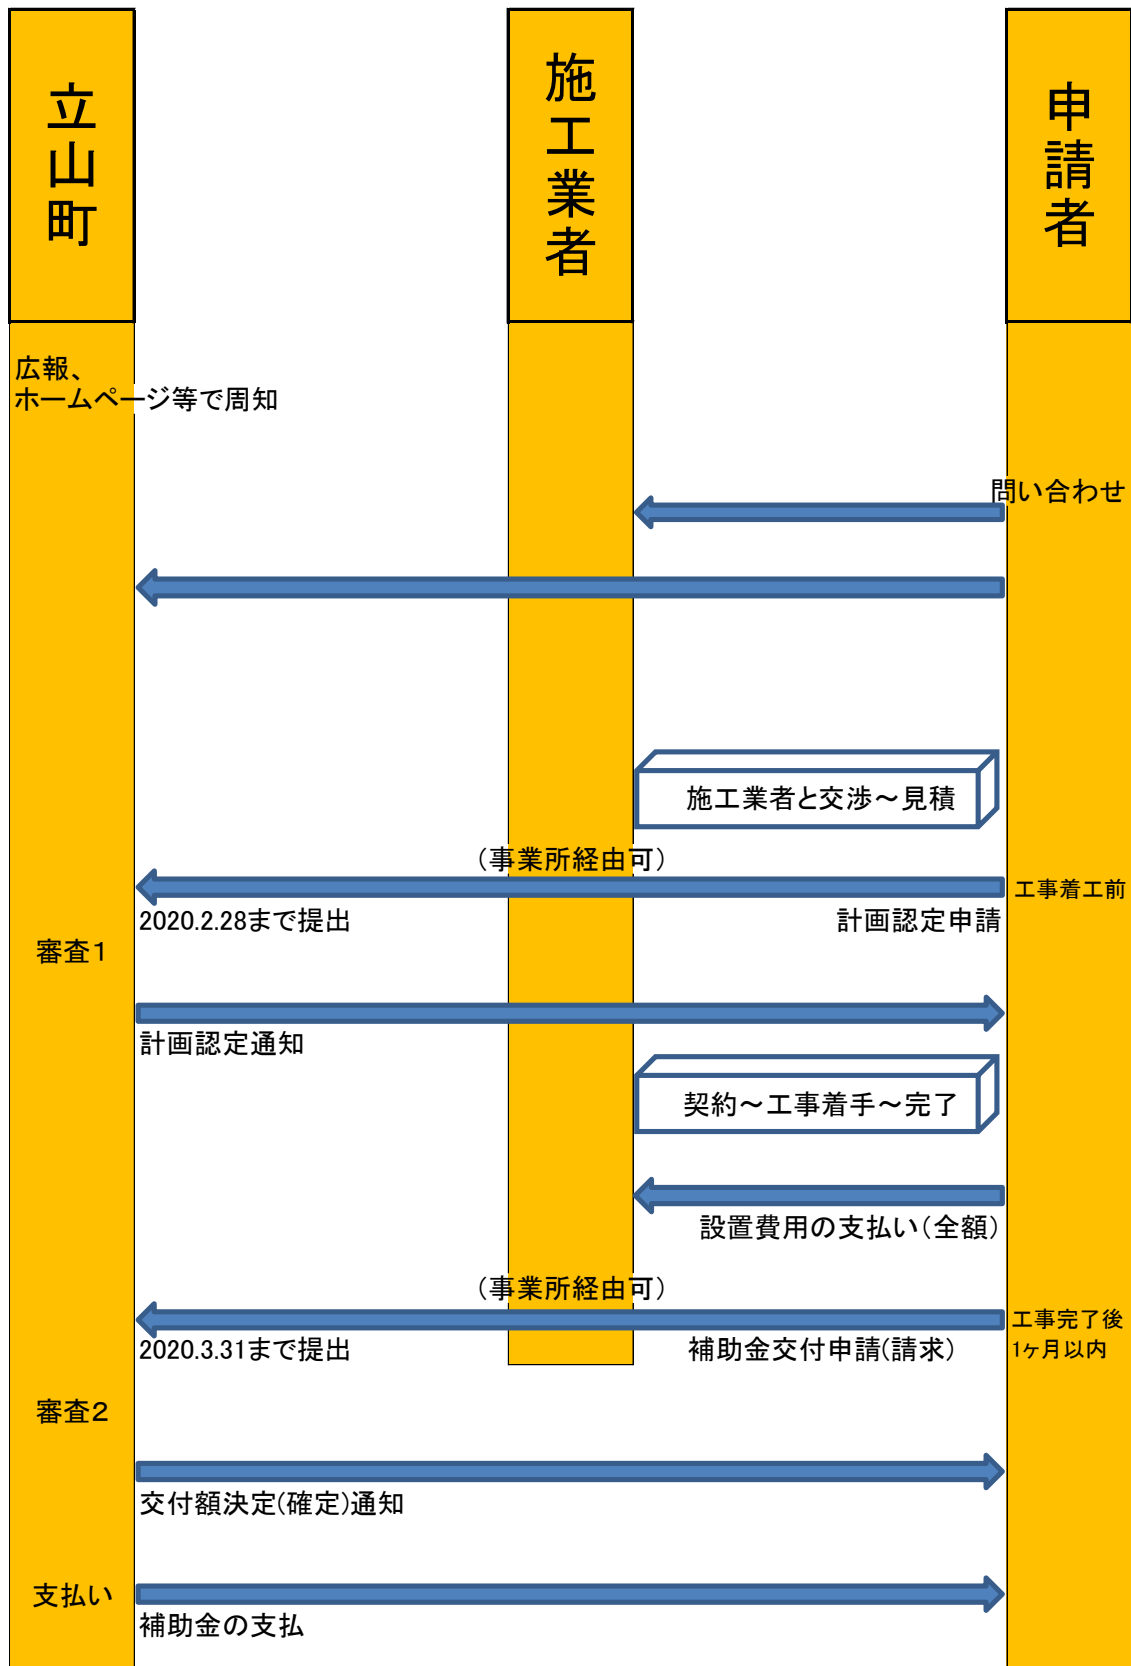 立山町
施工業者
申請者
広報、
ホームページ等で周知
問い合わせ
施工業者と交渉～見積
（事業所経由可）
工事着工前
2020.2.28まで提出
計画認定申請
審査１
計画認定通知
契約～工事着手～完了
設置費用の支払い（全額）
（事業所経由可）
工事完了後
1ヶ月以内
2020.3.31まで提出
補助金交付申請(請求）
審査２
交付額決定(確定)通知
支払い
補助金の支払